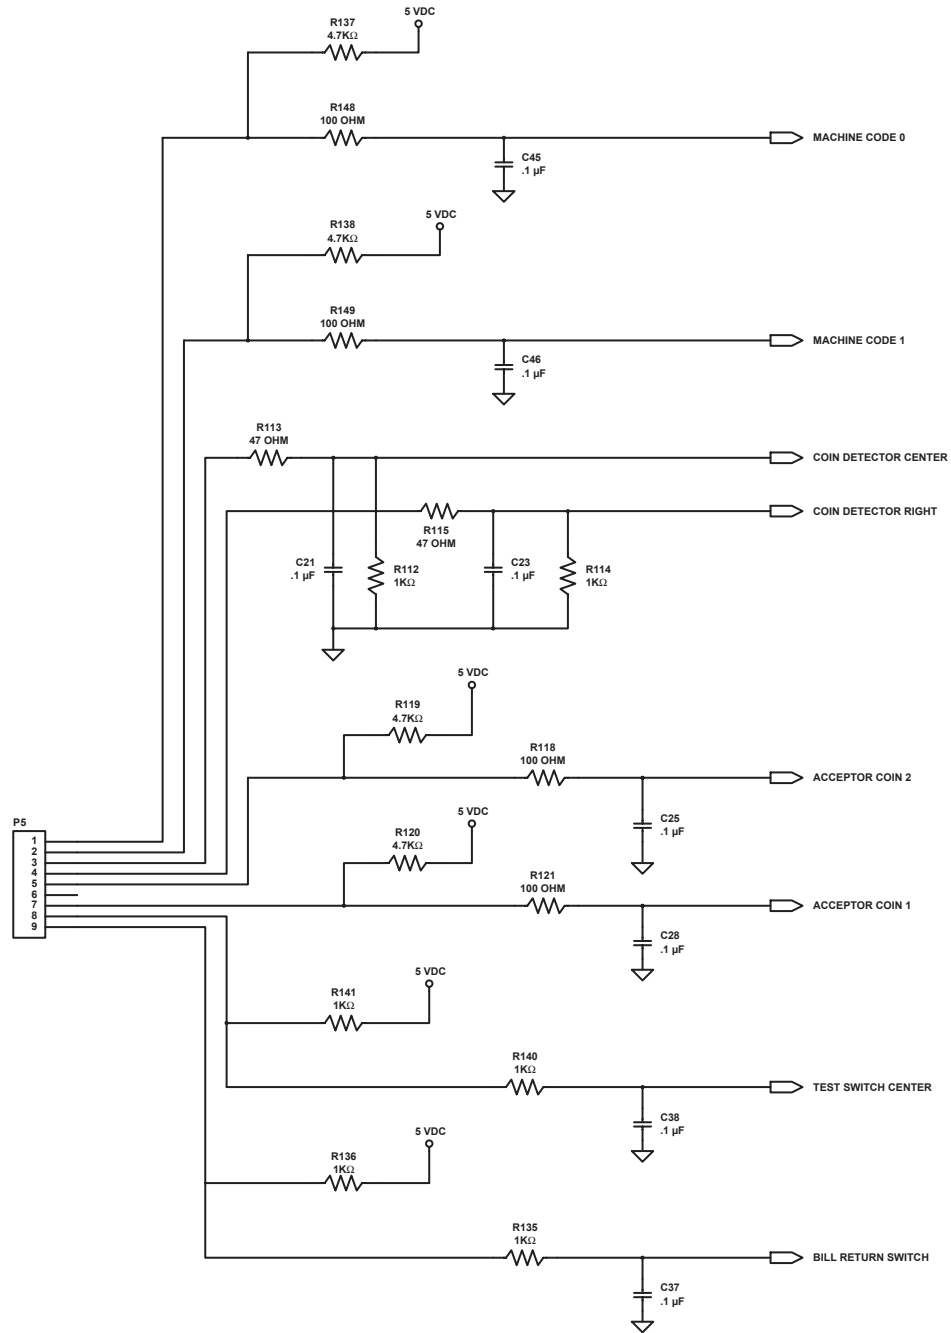 5 VDC
R137
4.7KΩ
R148
100 OHM
MACHINE CODE 0
C45
.1 µF
5 VDC
R138
4.7KΩ
R149
100 OHM
MACHINE CODE 1
C46
.1 µF
R113
47 OHM
COIN DETECTOR CENTER
COIN DETECTOR RIGHT
R115
47 OHM
C21
.1 µF
R112
1KΩ
C23
.1 µF
R114
1KΩ
5 VDC
R119
4.7KΩ
R118
100 OHM
ACCEPTOR COIN 2
C25
.1 µF
P5
1
2
3
4
5
6
7
8
9
5 VDC
R120
4.7KΩ
R121
100 OHM
ACCEPTOR COIN 1
C28
.1 µF
5 VDC
R141
1KΩ
R140
1KΩ
TEST SWITCH CENTER
C38
.1 µF
5 VDC
R136
1KΩ
R135
1KΩ
BILL RETURN SWITCH
C37
.1 µF